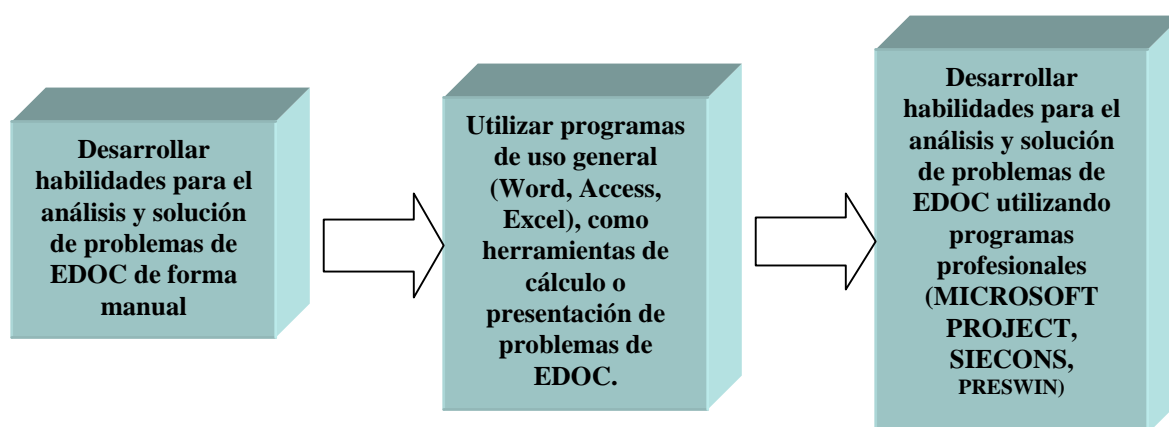 Desarrollar
habilidades para el
análisis y solución
de problemas de
EDOC de forma
manual
Utilizar programas
de uso general
(Word, Access,
Excel), como
herramientas de
cálculo o
presentación de
problemas de
EDOC.
Desarrollar
habilidades para el
análisis y solución
de problemas de
EDOC utilizando
programas
profesionales
(MICROSOFT
PROJECT,
SIECONS,
PRESWIN)